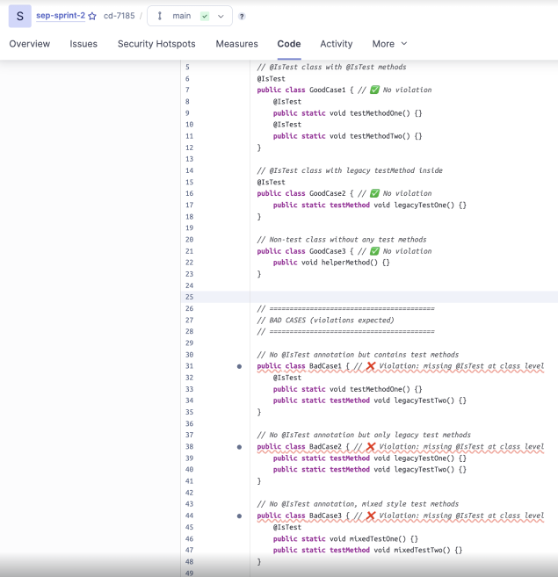 S sep-sprint-2 ☆ cd-7185 / main ✓ ?
Overview Issues Security Hotspots Measures Code Activity More
5 // @IsTest class with @IsTest methods
6 @IsTest
7 public class GoodCase1 { // ✅ No violation
8 @IsTest
9 public static void testMethodOne() {}
10 @IsTest
11 public static void testMethodTwo() {}
12 }
13
14 // @IsTest class with legacy testMethod inside
15 @IsTest
16 public class GoodCase2 { // ✅ No violation
17 public static testMethod void legacyTestOne() {}
18 }
19
20 // Non-test class without any test methods
21 public class GoodCase3 { // ✅ No violation
22 public void helperMethod() {}
23 }
24
25
26 // ========================================
27 // BAD CASES (violations expected)
28 // ========================================
29
30 // No @IsTest annotation but contains test methods
31 public class BadCase1 { // ❌ Violation: missing @IsTest at class level
32 @IsTest
33 public static void testMethodOne() {}
34 public static testMethod void legacyTestTwo() {}
35 }
36
37 // No @IsTest annotation but only legacy test methods
38 public class BadCase2 { // ❌ Violation: missing @IsTest at class level
39 public static testMethod void legacyTestOne() {}
40 public static testMethod void legacyTestTwo() {}
41 }
42
43 // No @IsTest annotation, mixed style test methods
44 public class BadCase3 { // ❌ Violation: missing @IsTest at class level
45 @IsTest
46 public static void mixedTestOne() {}
47 public static testMethod void mixedTestTwo() {}
48 }
49